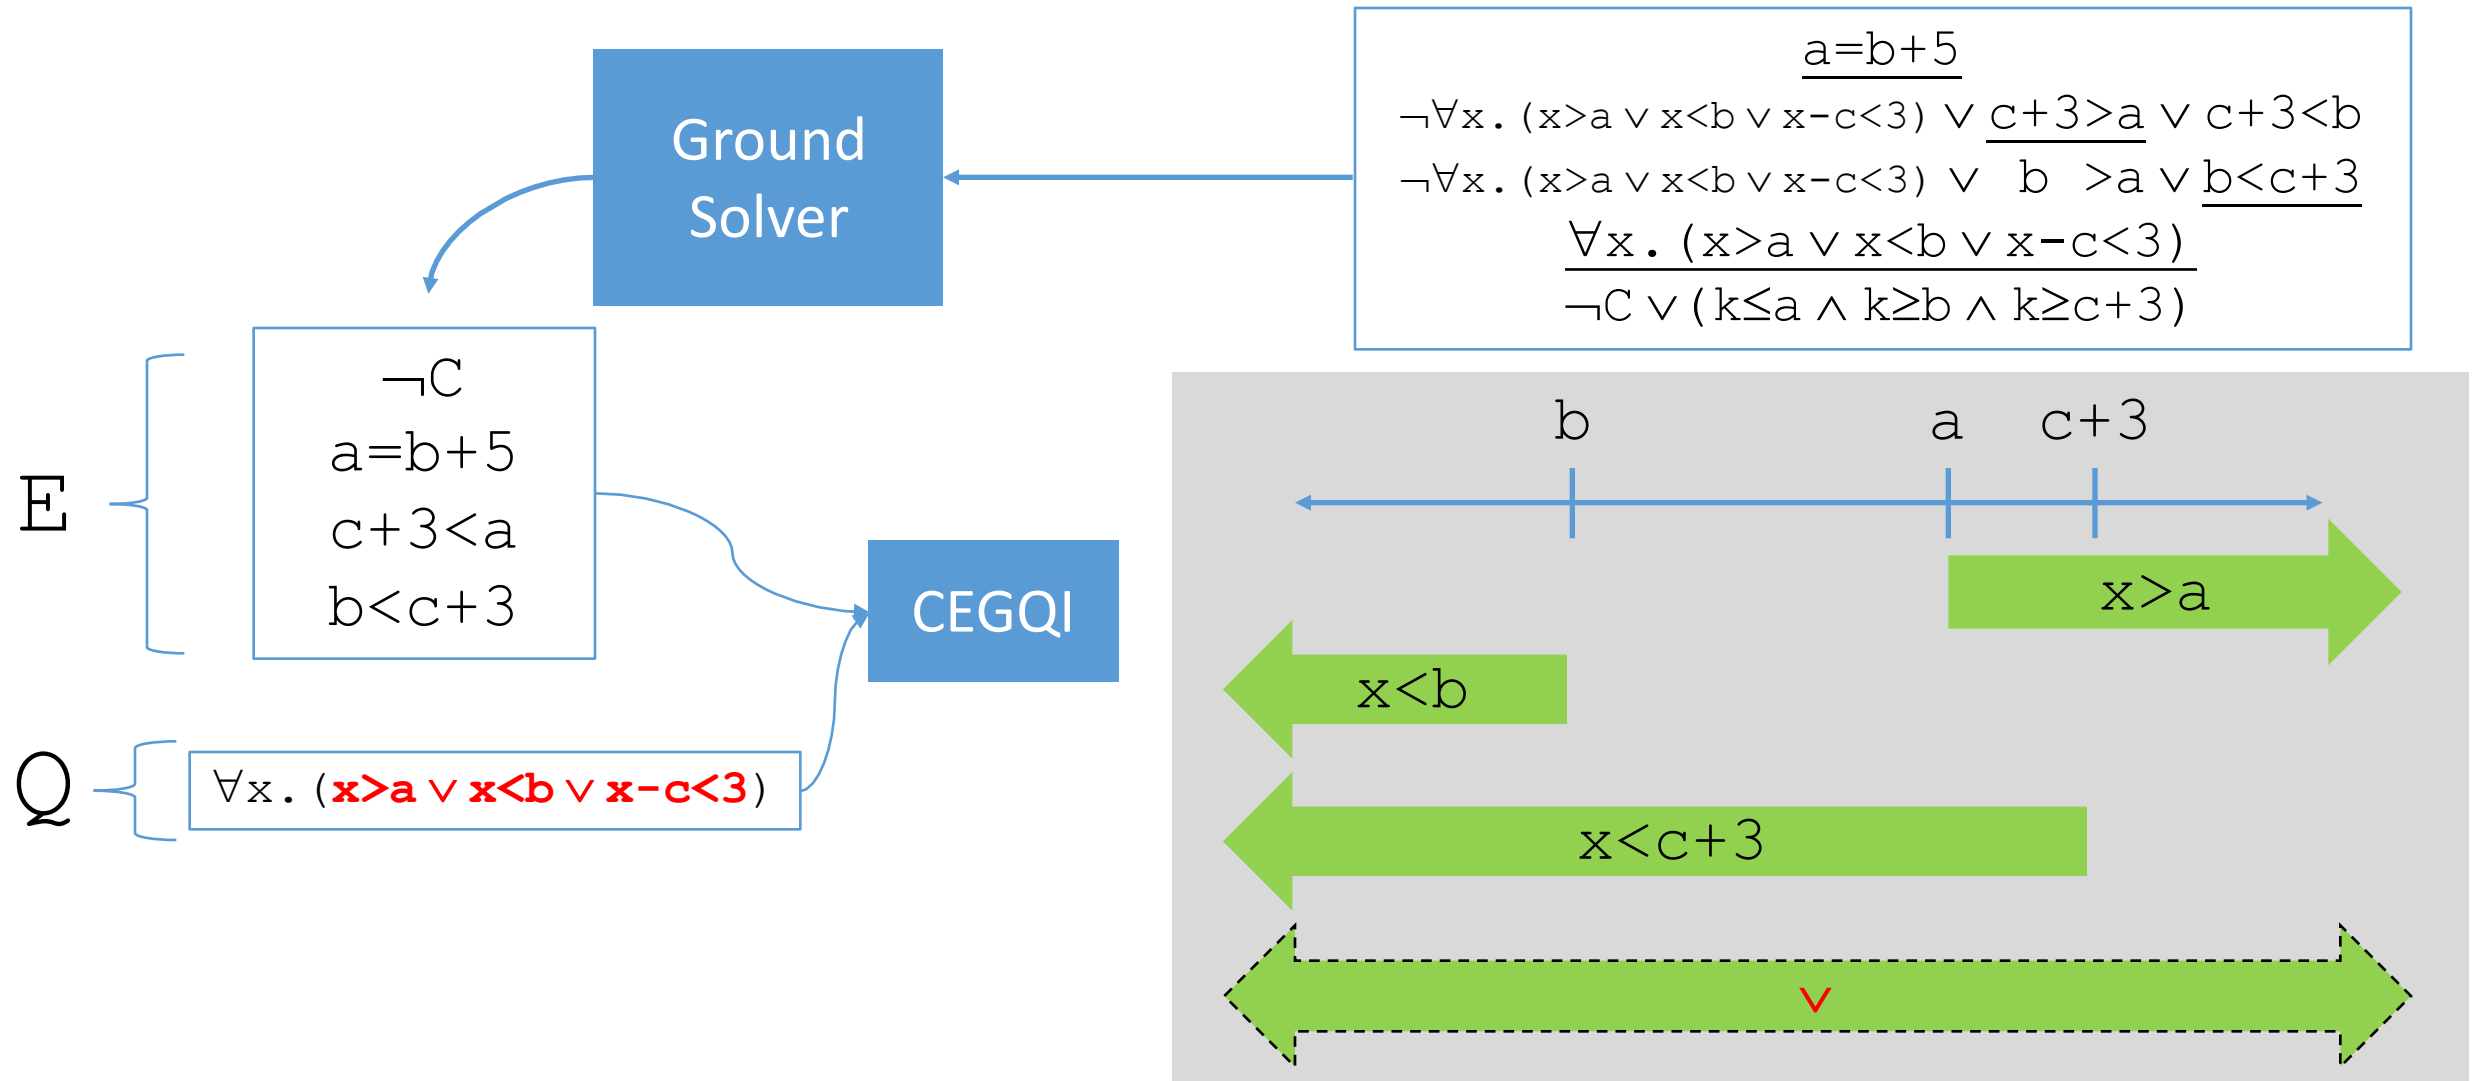 Ground
Solver
a=b+5
¬∀x.(x>a ∨ x<b ∨ x-c<3) ∨ c+3>a ∨ c+3<b
¬∀x.(x>a ∨ x<b ∨ x-c<3) ∨ b >a ∨ b<c+3
∀x.(x>a ∨ x<b ∨ x-c<3)
¬C ∨ (k≤a ∧ k≥b ∧ k≥c+3)
E
¬C
a=b+5
c+3<a
b<c+3
CEGQI
Q
∀x.(x>a ∨ x<b ∨ x-c<3)
b a c+3
x>a
x<b
x<c+3
∨